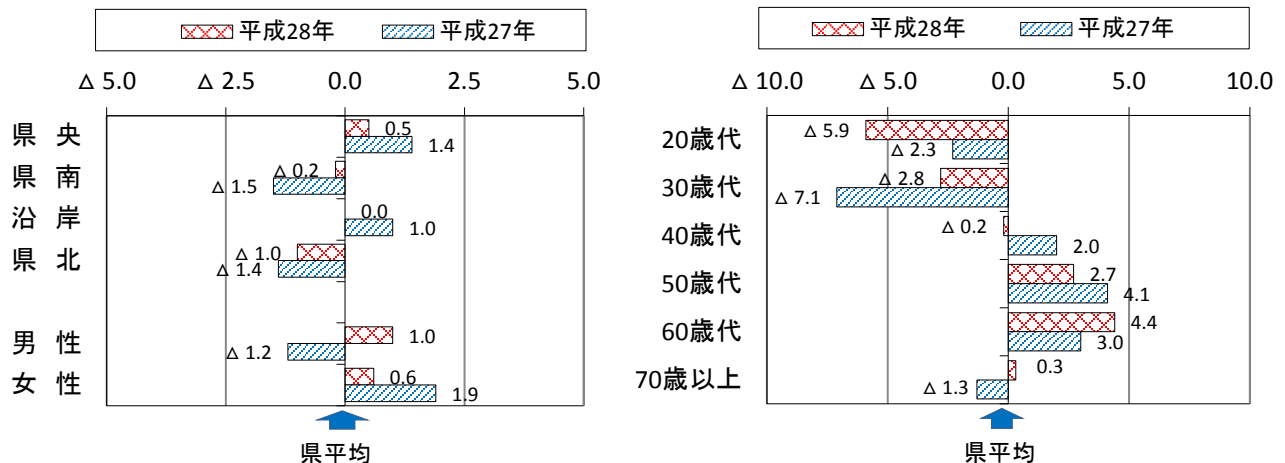 平成28年 平成27年
△ 5.0 △ 2.5 0.0 2.5 5.0
県 央 0.5
1.4
県 南 △ 0.2
△ 1.5
沿 岸 0.0
1.0
県 北 △ 1.0
△ 1.4
男 性 1.0
△ 1.2
女 性 0.6
1.9
県平均
平成28年 平成27年
△ 10.0 △ 5.0 0.0 5.0 10.0
20歳代 △ 5.9
△ 2.3
30歳代 △ 2.8
△ 7.1
40歳代 △ 0.2
2.0
50歳代 2.7
4.1
60歳代 4.4
3.0
70歳以上 0.3
△ 1.3
県平均